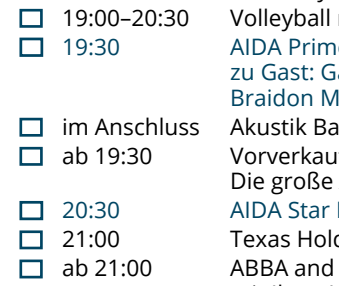 19:00–20:30 Volleyball
19:30 AIDA Prim
zu Gast: G
Braidon M
im Anschluss Akustik Ba
ab 19:30 Vorverkau
Die große
20:30 AIDA Star
21:00 Texas Hold
ab 21:00 ABBA and